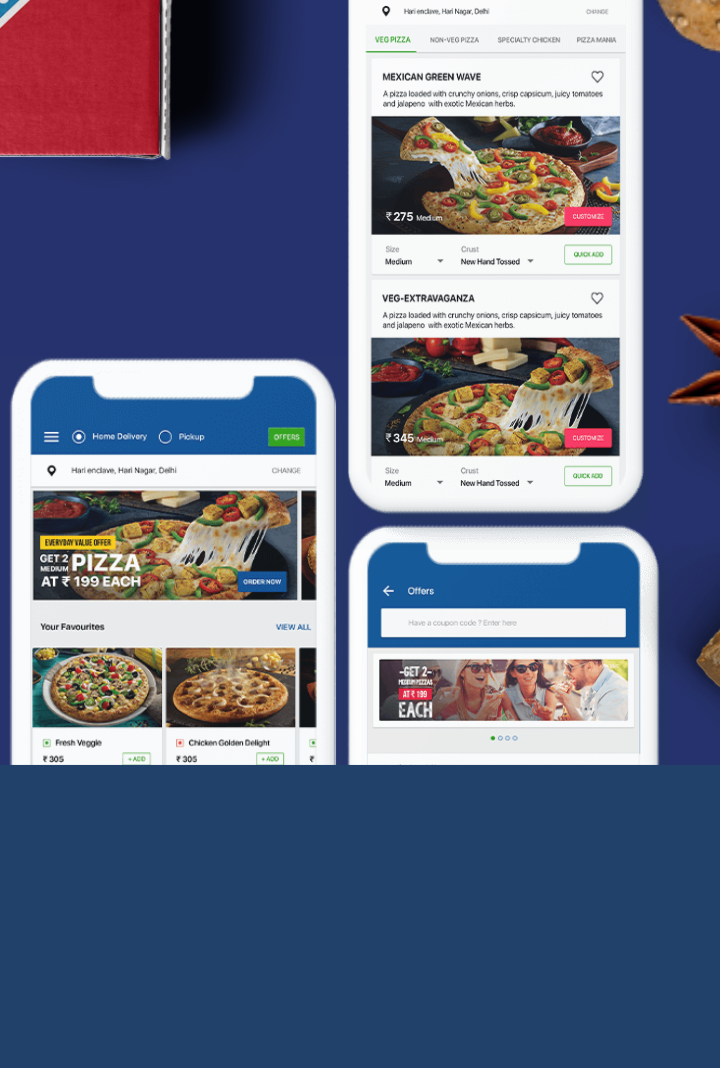 Hari enclave, Hari Nagar, Delhi
CHANGE
VEG PIZZA
NON-VEG PIZZA
SPECIALTY CHICKEN
PIZZA MANIA
MEXICAN GREEN WAVE
A pizza loaded with crunchy onions, crisp capsicum, juicy tomatoes
and jalapeno with exotic Mexican herbs.
₹ 275 Medium
CUSTOMIZE
Size
Crust
Medium
New Hand Tossed
QUICK ADD
VEG-EXTRAVAGANZA
A pizza loaded with crunchy onions, crisp capsicum, juicy tomatoes
and jalapeno with exotic Mexican herbs.
₹ 345 Medium
CUSTOMIZE
Size
Crust
Medium
New Hand Tossed
QUICK ADD
Home Delivery
Pickup
OFFERS
Hari enclave, Hari Nagar, Delhi
CHANGE
EVERYDAY VALUE OFFER
GET 2
MEDIUM PIZZA
AT ₹ 199 EACH
ORDER NOW
Your Favourites
VIEW ALL
Fresh Veggie
₹ 305
+ ADD
Chicken Golden Delight
₹ 305
+ ADD
₹
Offers
Have a coupon code ? Enter here
-GET 2-
MEDIUM PIZZAS
AT ₹ 199
EACH